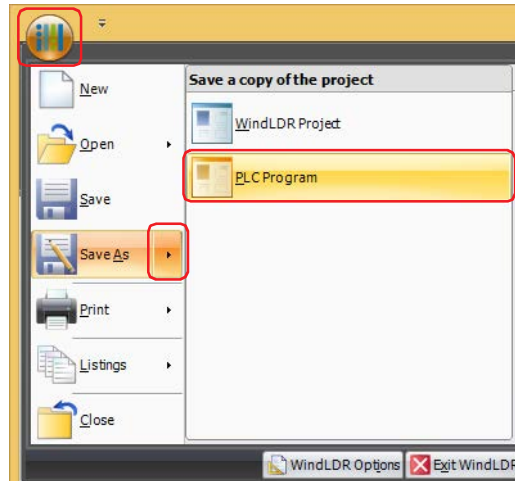 New
Open
Save
Save As
Print
Listings
Close
Save a copy of the project
WindLDR Project
PLC Program
WindLDR Options
Exit WindLDR